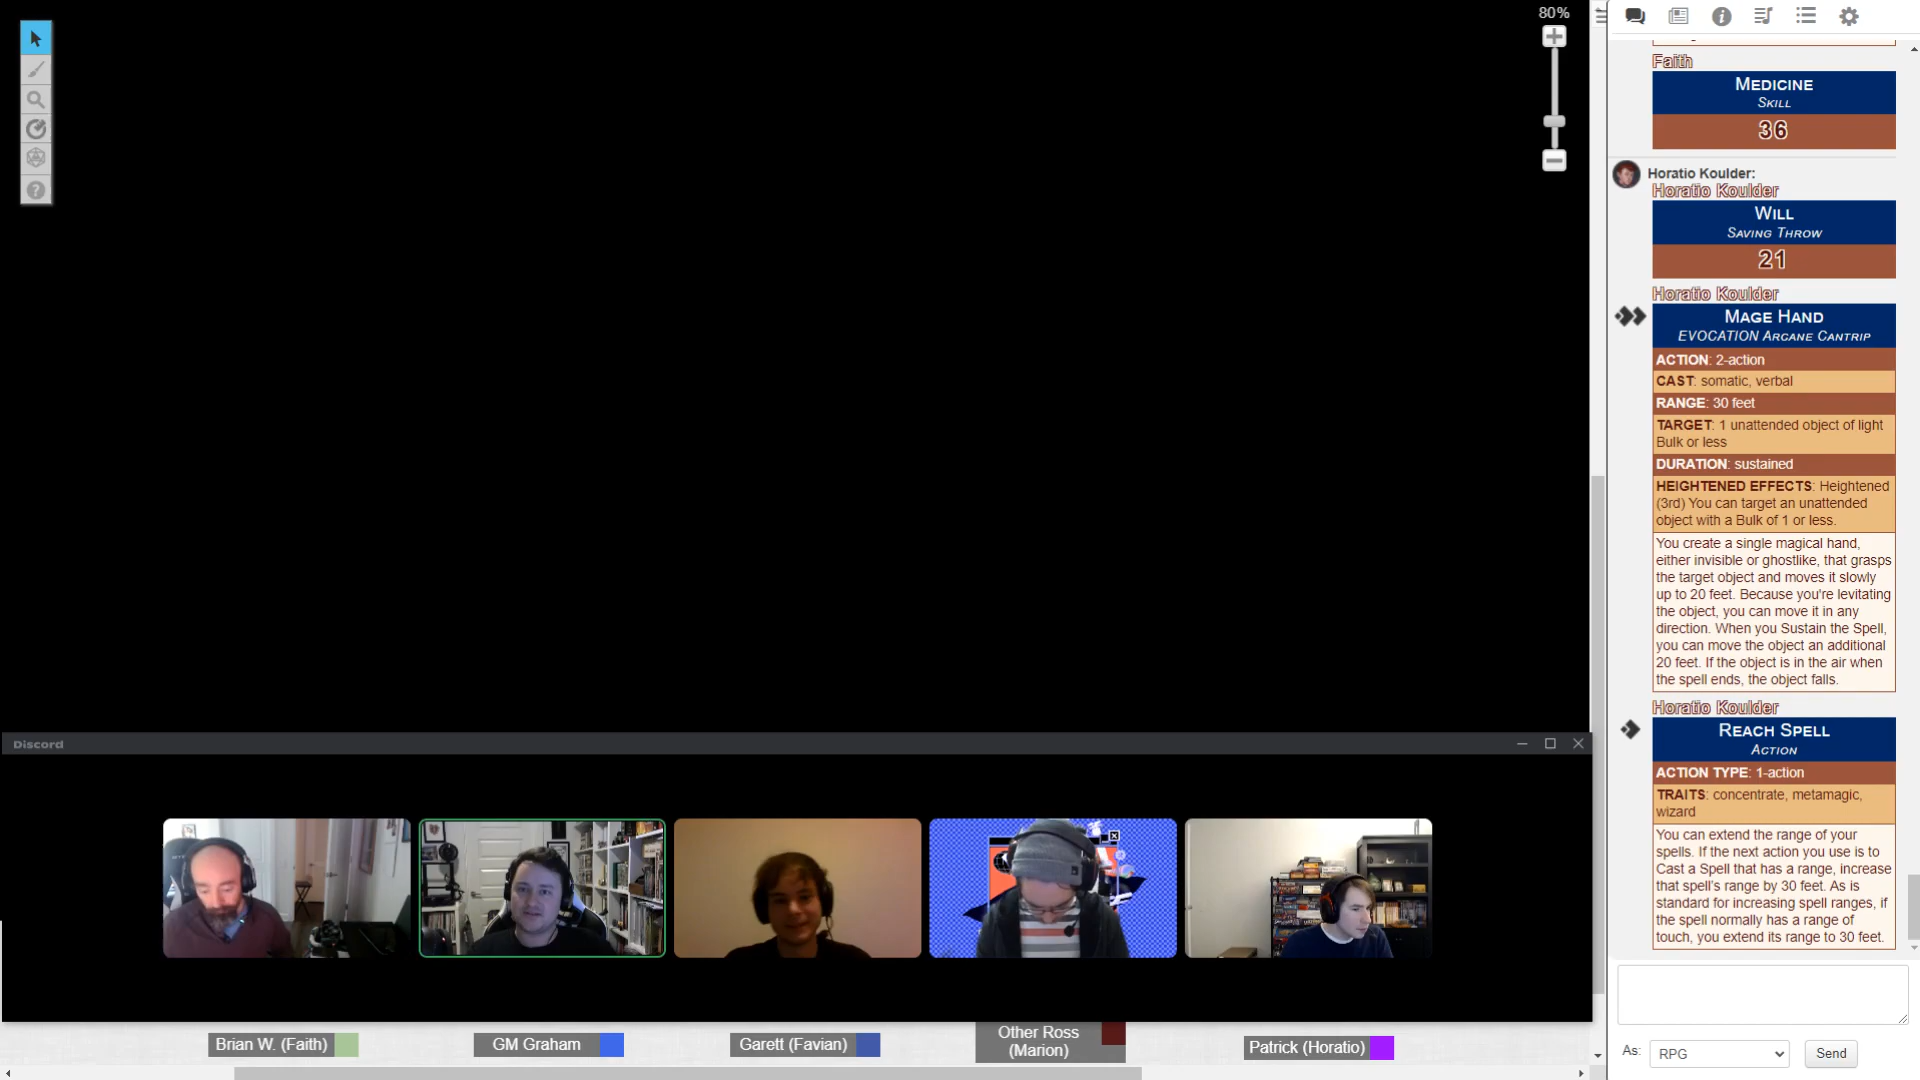 80%
Faith
MEDICINE
SKILL
36
Horatio Koulder:
Horatio Koulder
WILL
SAVING THROW
21
Horatio Koulder
MAGE HAND
EVOCATION ARCANE CANTRIP
ACTION: 2-action
CAST: somatic, verbal
RANGE: 30 feet
TARGET: 1 unattended object of light
Bulk or less
DURATION: sustained
HEIGHTENED EFFECTS: Heightened
(3rd) You can target an unattended
object with a Bulk of 1 or less.
You create a single magical hand,
either invisible or ghostlike, that grasps
the target object and moves it slowly
up to 20 feet. Because you're levitating
the object, you can move it in any
direction. When you Sustain the Spell,
you can move the object an additional
20 feet. If the object is in the air when
the spell ends, the object falls.
Horatio Koulder
REACH SPELL
ACTION
ACTION TYPE: 1-action
TRAITS: concentrate, metamagic,
wizard
You can extend the range of your
spells. If the next action you use is to
Cast a Spell that has a range, increase
that spell's range by 30 feet. As is
standard for increasing spell ranges, if
the spell normally has a range of
touch, you extend its range to 30 feet.
Discord
Brian W. (Faith)
GM Graham
Garett (Favian)
Other Ross
(Marion)
Patrick (Horatio)
As:
RPG
Send